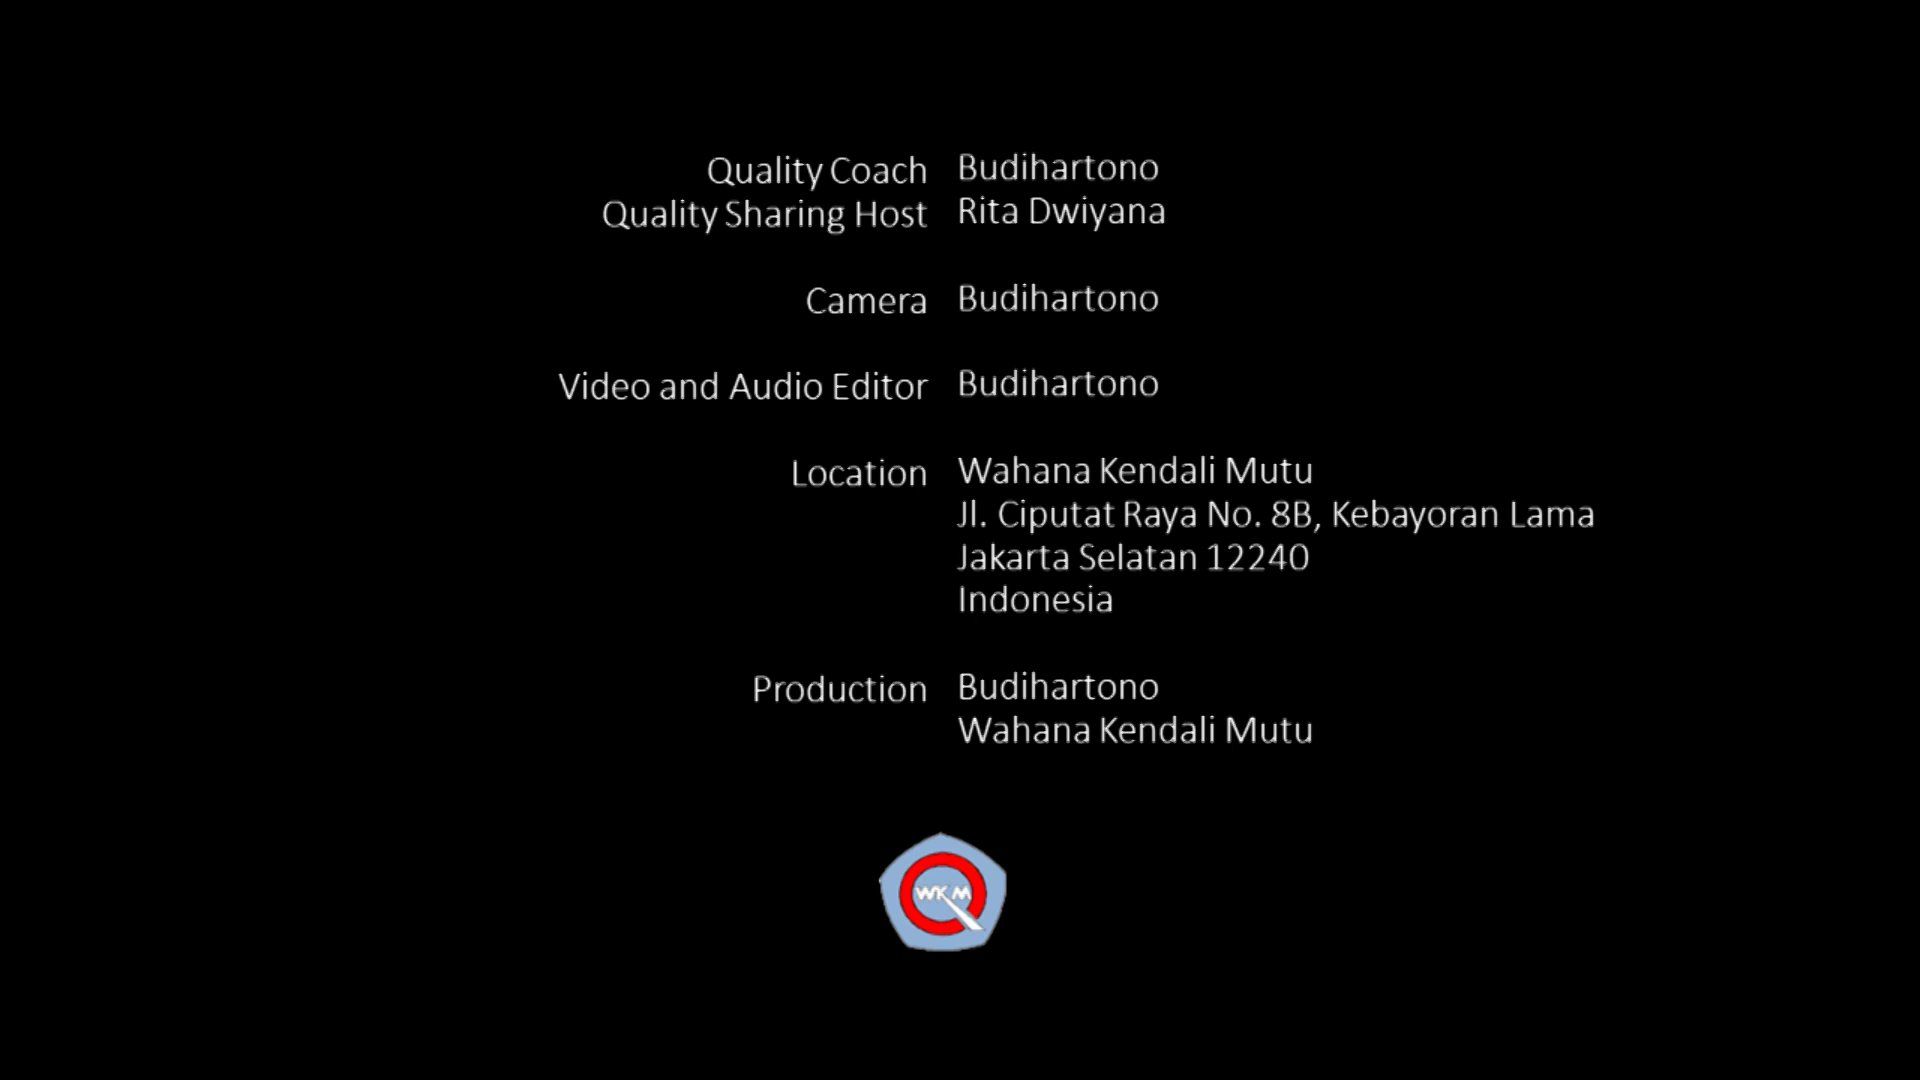 Quality Coach Budihartono
Quality Sharing Host Rita Dwiyana
Camera Budihartono
Video and Audio Editor Budihartono
Location Wahana Kendali Mutu
Jl. Ciputat Raya No. 8B, Kebayoran Lama
Jakarta Selatan 12240
Indonesia
Production Budihartono
Wahana Kendali Mutu
WKM